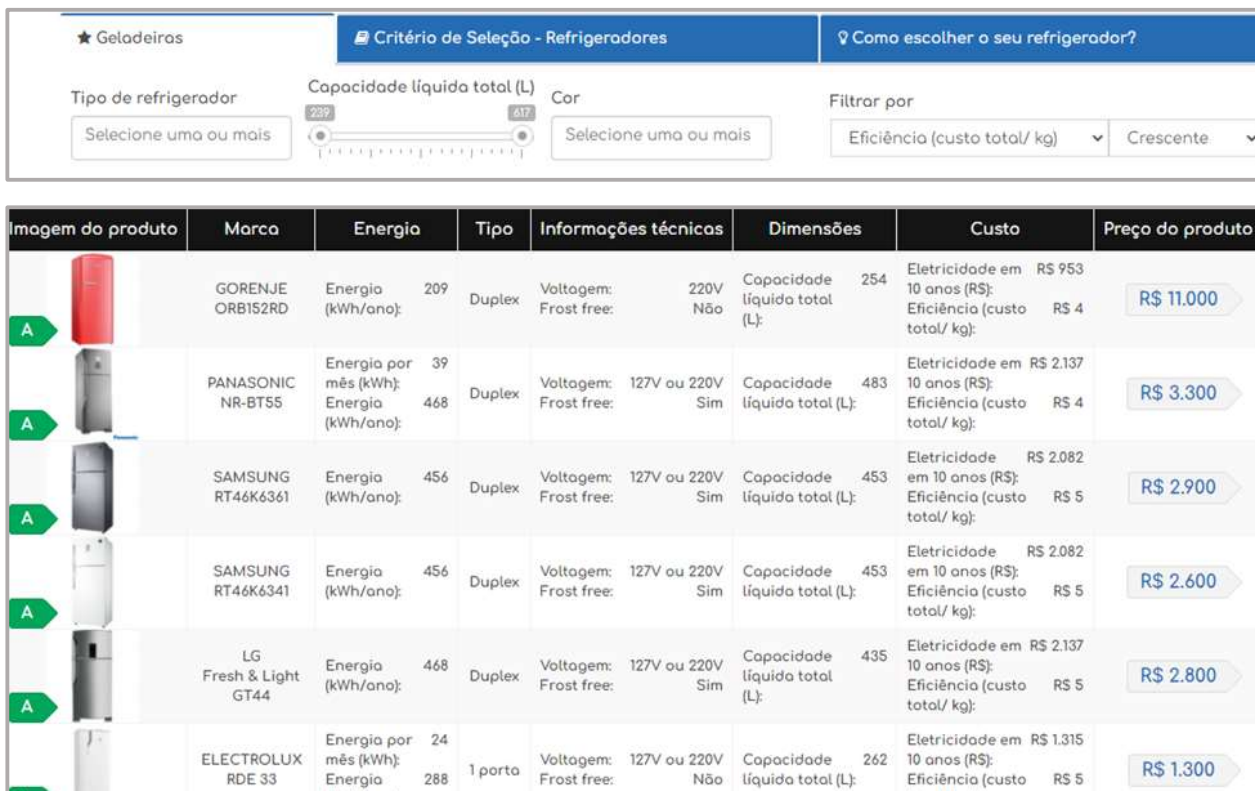 Geladeiras
Critério de Seleção - Refrigeradores
Como escolher o seu refrigerador?
Tipo de refrigerador
Capacidade líquida total (L)
Cor
Filtrar por
239
617
Selecione uma ou mais
Selecione uma ou mais
Eficiência (custo total/ kg)
Crescente
Imagem do produto
Marca
Energia
Tipo
Informações técnicas
Dimensões
Custo
Preço do produto
A
GORENJE
ORB152RD
Energia 209
(kWh/ano):
Duplex
Voltagem: 220V
Frost free: Não
Capacidade 254
líquida total
(L):
Eletricidade em R$ 953
10 anos (R$):
Eficiência (custo R$ 4
total/ kg):
R$ 11.000
A
PANASONIC
NR-BT55
Energia por 39
mês (kWh):
Energia 468
(kWh/ano):
Duplex
Voltagem: 127V ou 220V
Frost free: Sim
Capacidade 483
líquida total (L):
Eletricidade em R$ 2.137
10 anos (R$):
Eficiência (custo R$ 4
total/ kg):
R$ 3.300
A
SAMSUNG
RT46K6361
Energia 456
(kWh/ano):
Duplex
Voltagem: 127V ou 220V
Frost free: Sim
Capacidade 453
líquida total (L):
Eletricidade R$ 2.082
em 10 anos (R$):
Eficiência (custo R$ 5
total/ kg):
R$ 2.900
A
SAMSUNG
RT46K6341
Energia 456
(kWh/ano):
Duplex
Voltagem: 127V ou 220V
Frost free: Sim
Capacidade 453
líquida total (L):
Eletricidade R$ 2.082
em 10 anos (R$):
Eficiência (custo R$ 5
total/ kg):
R$ 2.600
A
LG
Fresh & Light
GT44
Energia 468
(kWh/ano):
Duplex
Voltagem: 127V ou 220V
Frost free: Sim
Capacidade 435
líquida total
(L):
Eletricidade em R$ 2.137
10 anos (R$):
Eficiência (custo R$ 5
total/ kg):
R$ 2.800
ELECTROLUX
RDE 33
Energia por 24
mês (kWh):
Energia 288
1 porta
Voltagem: 127V ou 220V
Frost free: Não
Capacidade 262
líquida total (L):
Eletricidade em R$ 1.315
10 anos (R$):
Eficiência (custo R$ 5
R$ 1.300